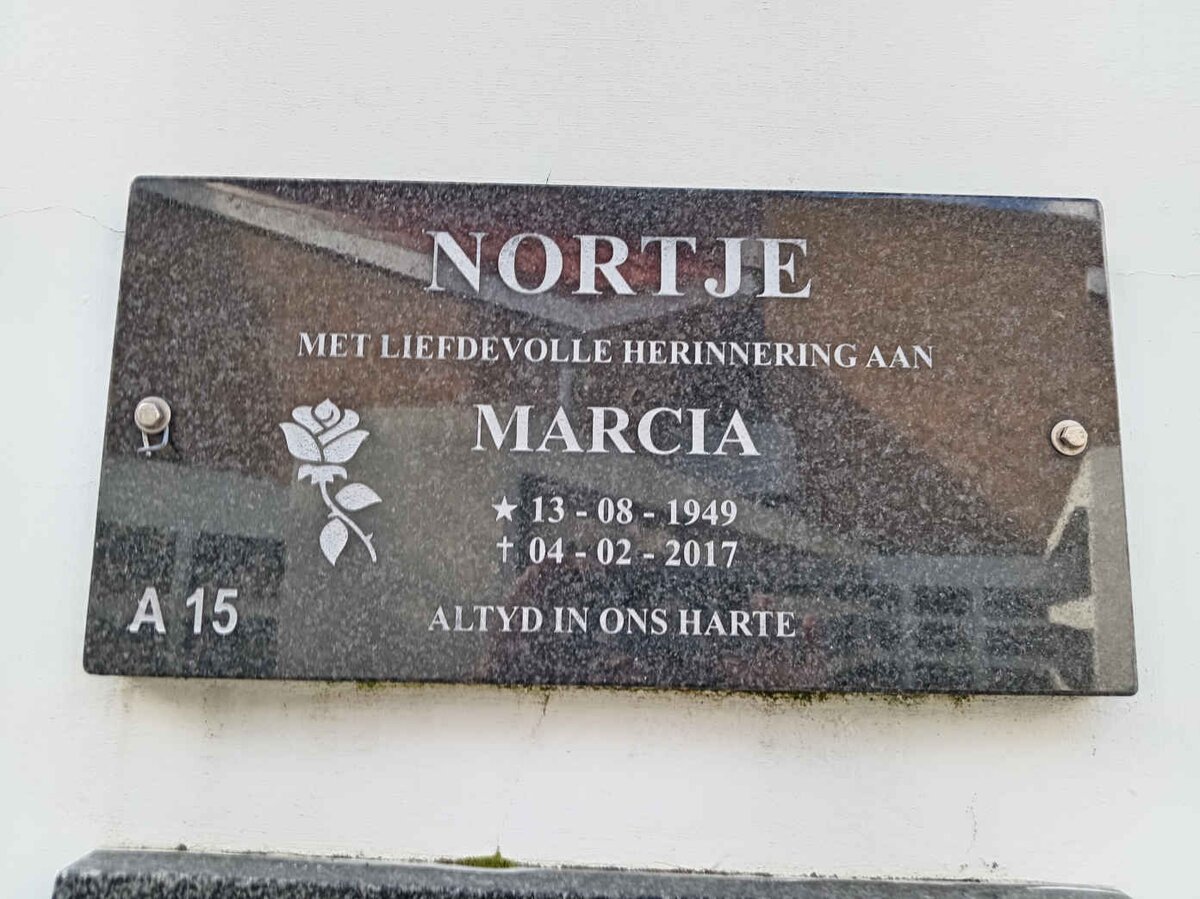 NORTJE
MET LIEFDEVOLLE HERINNERING AAN
MARCIA
★ 13 - 08 - 1949
† 04 - 02 - 2017
A 15
ALTYD IN ONS HARTE